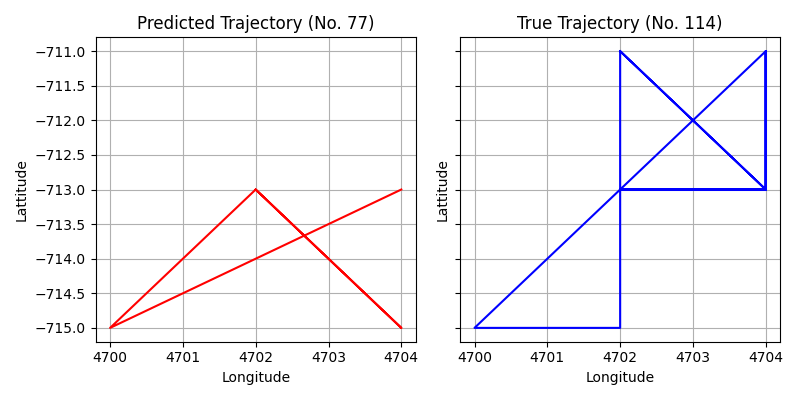 Predicted Trajectory (No. 77)
−711.0
−711.5
−712.0
−712.5
−713.0
−713.5
−714.0
−714.5
−715.0
Lattitude
4700 4701 4702 4703 4704
Longitude
True Trajectory (No. 114)
Lattitude
4700 4701 4702 4703 4704
Longitude